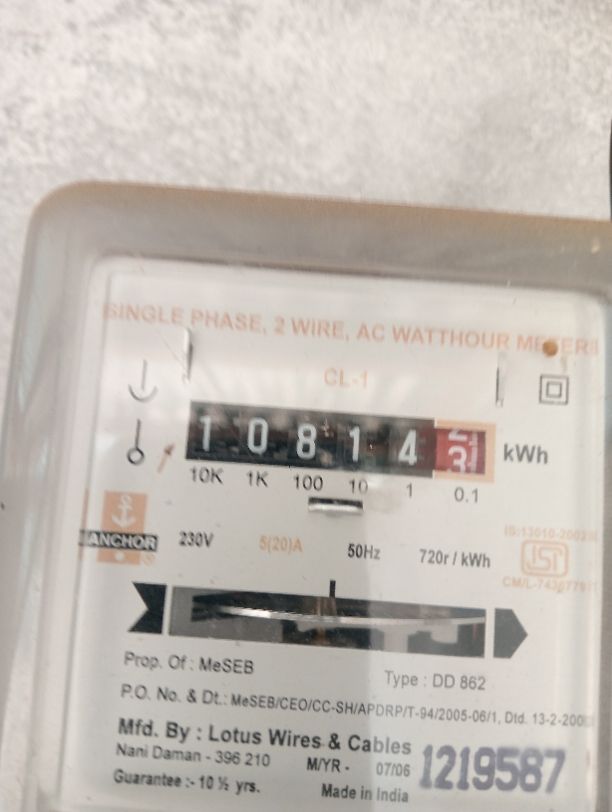 SINGLE PHASE, 2 WIRE, AC WATTHOUR METERS
CL-1
1 0 8 1 4 3 kWh
10K 1K 100 10 1 0.1
ANCHOR
230V 5(20)A 50Hz 720r / kWh
Prop. Of : MeSEB
Type : DD 862
P.O. No. & Dt.: MeSEB/CEO/CC-SH/APDRP/T-94/2005-06/1, Dtd. 13-2-200
Mfd. By : Lotus Wires & Cables
Nani Daman - 396 210 M/YR - 07/06
1219587
Guarantee :- 10 ½ yrs. Made in India